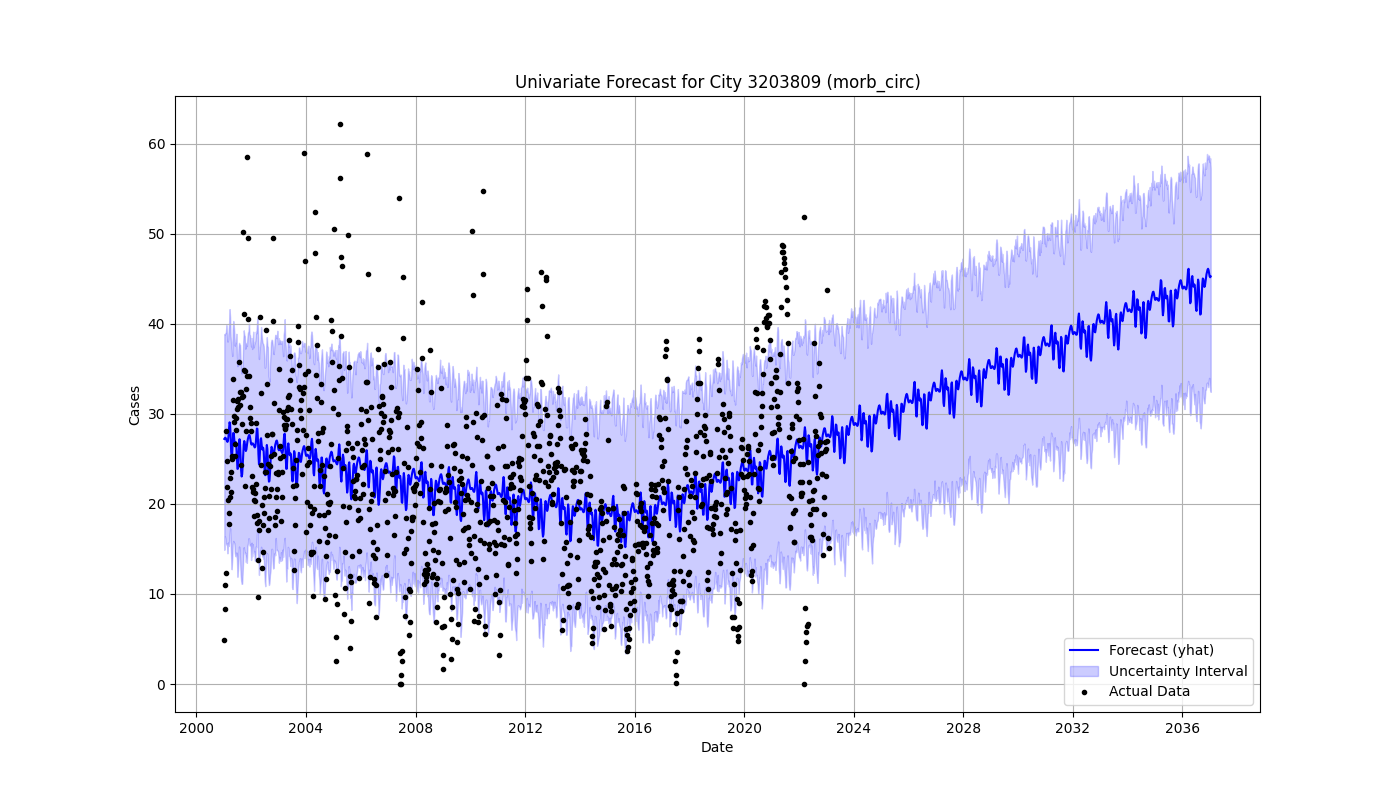 Univariate Forecast for City 3203809 (morb_circ)
Cases
60
50
40
30
20
10
0
2000 2004 2008 2012 2016 2020 2024 2028 2032 2036
Date
Forecast (yhat)
Uncertainty Interval
Actual Data